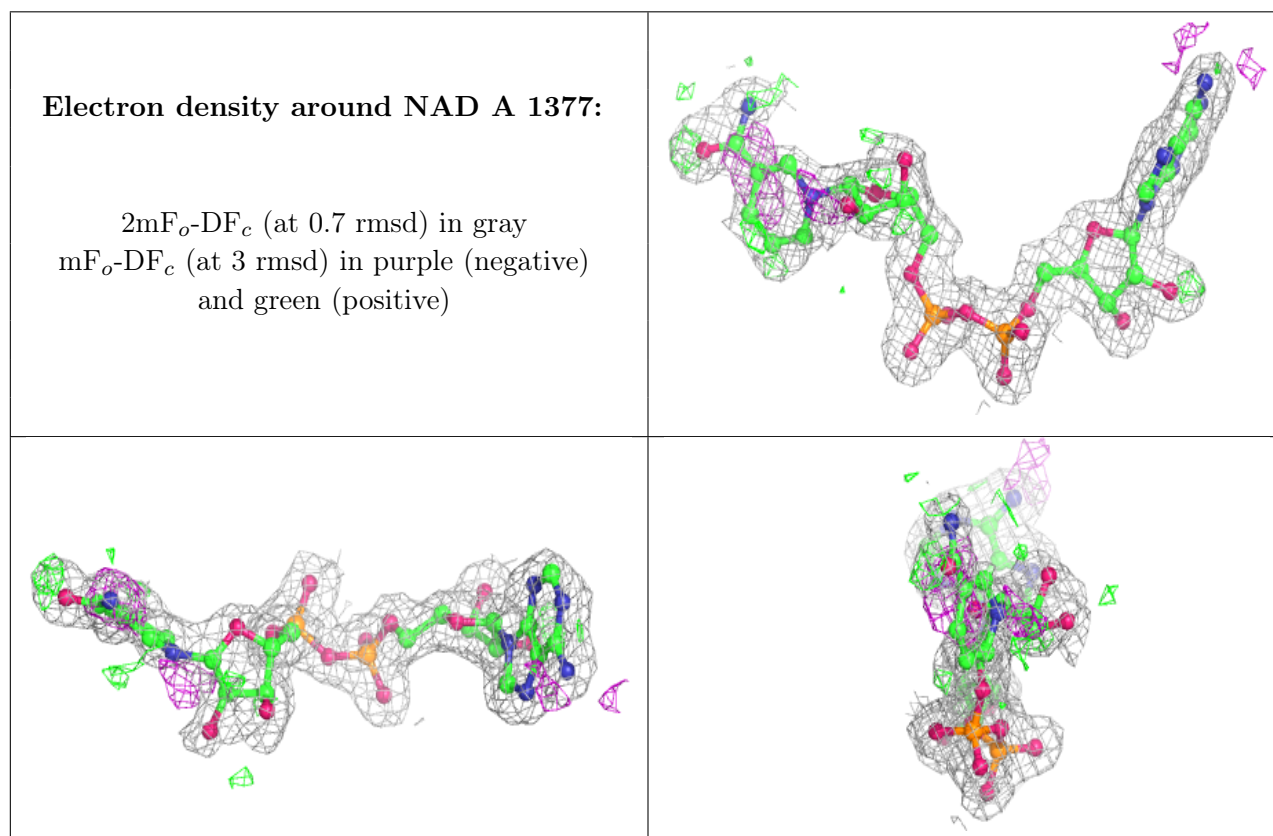 Electron density around NAD A 1377:
2mFo-DFc (at 0.7 rmsd) in gray
mFo-DFc (at 3 rmsd) in purple (negative)
and green (positive)